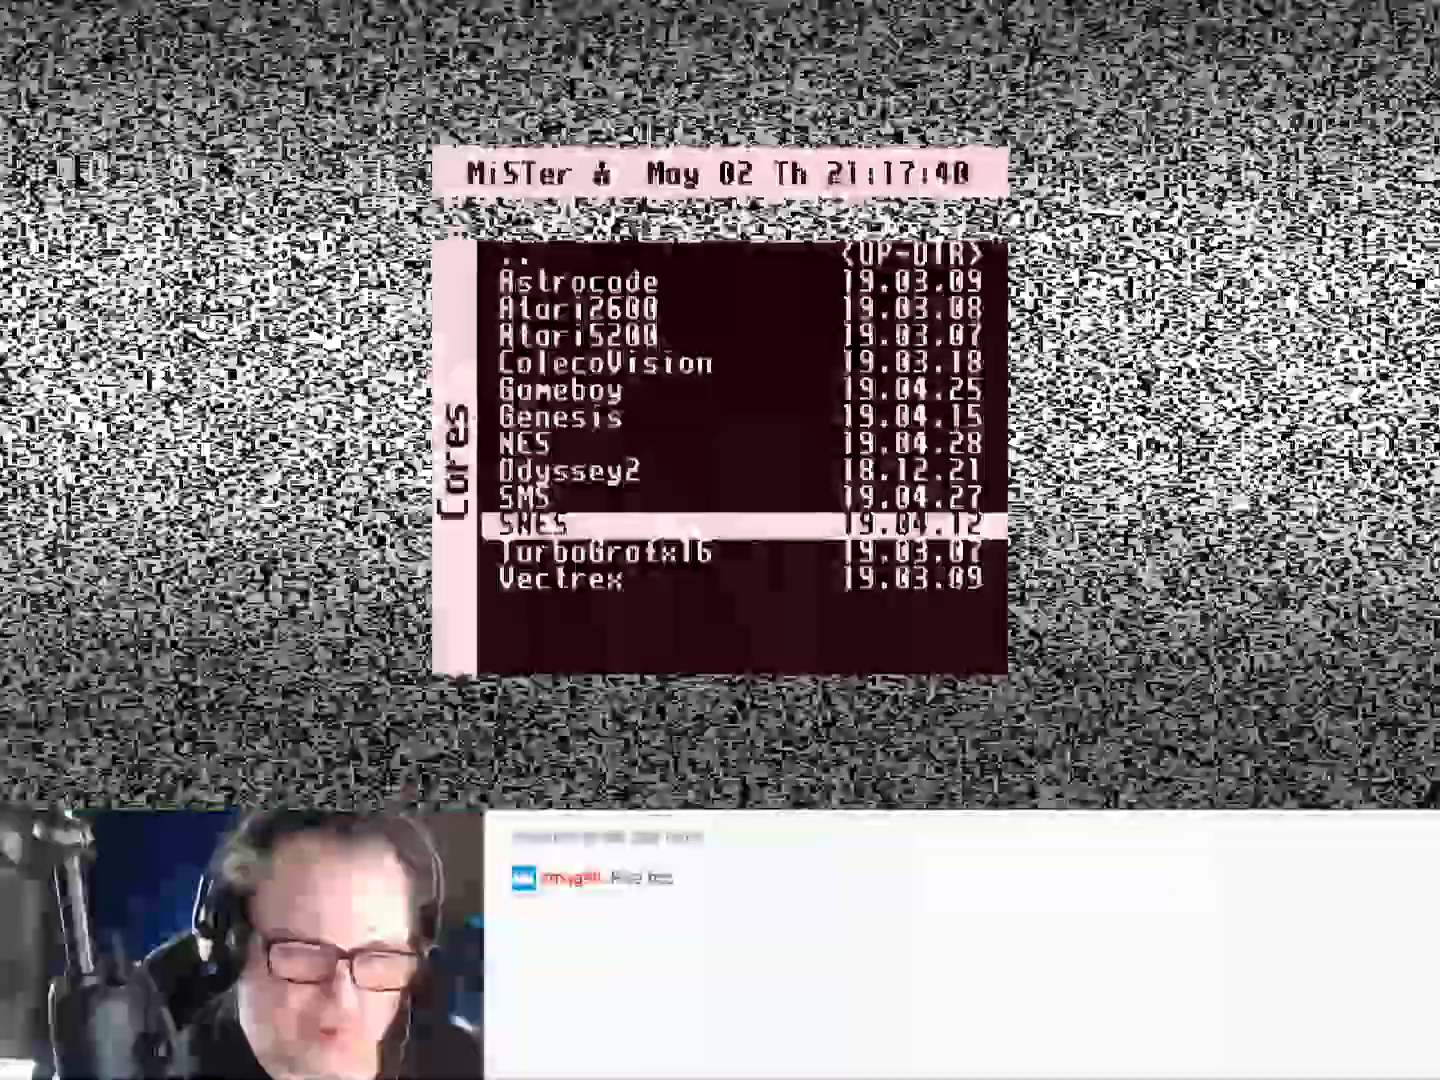 MiSTer May 02 Th 21:17:40
Cores
.. <UP-DIR>
Astrocade 19.03.09
Atari2600 19.03.08
Atari5200 19.03.07
ColecoVision 19.03.18
Gameboy 19.04.25
Genesis 19.04.15
NES 19.04.28
Odyssey2 18.12.21
SMS 19.04.27
SNES 19.04.12
TurboGrafx16 19.03.07
Vectrex 19.03.09